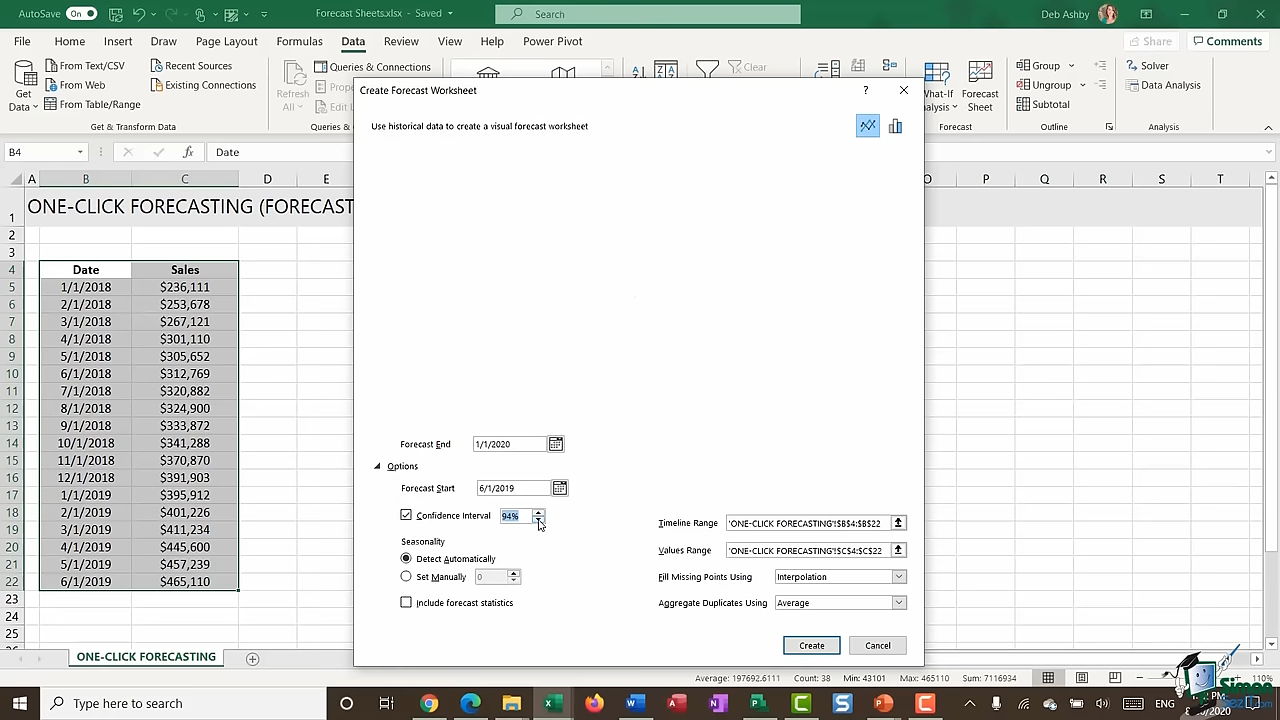 AutoSave On Forecast Sheets.xlsx - Saved Search Deb Ashby
File Home Insert Draw Page Layout Formulas Data Review View Help Power Pivot Share Comments
Get Data
From Text/CSV
From Web
From Table/Range
Recent Sources
Existing Connections
Get & Transform Data
Refresh All
Queries & Connections
Clear
What-If
Forecast Sheet
Forecast
Group
Ungroup
Subtotal
Outline
Solver
Data Analysis
Analysis
B4 fx Date
A B C D E O P Q R S T
1 ONE-CLICK FORECASTING (FORECAST
2
3
4 Date Sales
5 1/1/2018 $236,111
6 2/1/2018 $253,678
7 3/1/2018 $267,121
8 4/1/2018 $301,110
9 5/1/2018 $305,652
10 6/1/2018 $312,769
11 7/1/2018 $320,882
12 8/1/2018 $324,900
13 9/1/2018 $333,872
14 10/1/2018 $341,288
15 11/1/2018 $370,870
16 12/1/2018 $391,903
17 1/1/2019 $395,912
18 2/1/2019 $401,226
19 3/1/2019 $411,234
20 4/1/2019 $445,600
21 5/1/2019 $457,239
22 6/1/2019 $465,110
23
24
25
Create Forecast Worksheet ?
Use historical data to create a visual forecast worksheet
Forecast End 1/1/2020
Options
Forecast Start 6/1/2019
Confidence Interval 94%
Seasonality
Detect Automatically
Set Manually 0
Include forecast statistics
Timeline Range 'ONE-CLICK FORECASTING'!$B$4:$B$22
Values Range 'ONE-CLICK FORECASTING'!$C$4:$C$22
Fill Missing Points Using Interpolation
Aggregate Duplicates Using Average
Create Cancel
ONE-CLICK FORECASTING
Average: 197692.6111 Count: 38 Min: 43101 Max: 465110 Sum: 7116934 110%
Type here to search
ENG